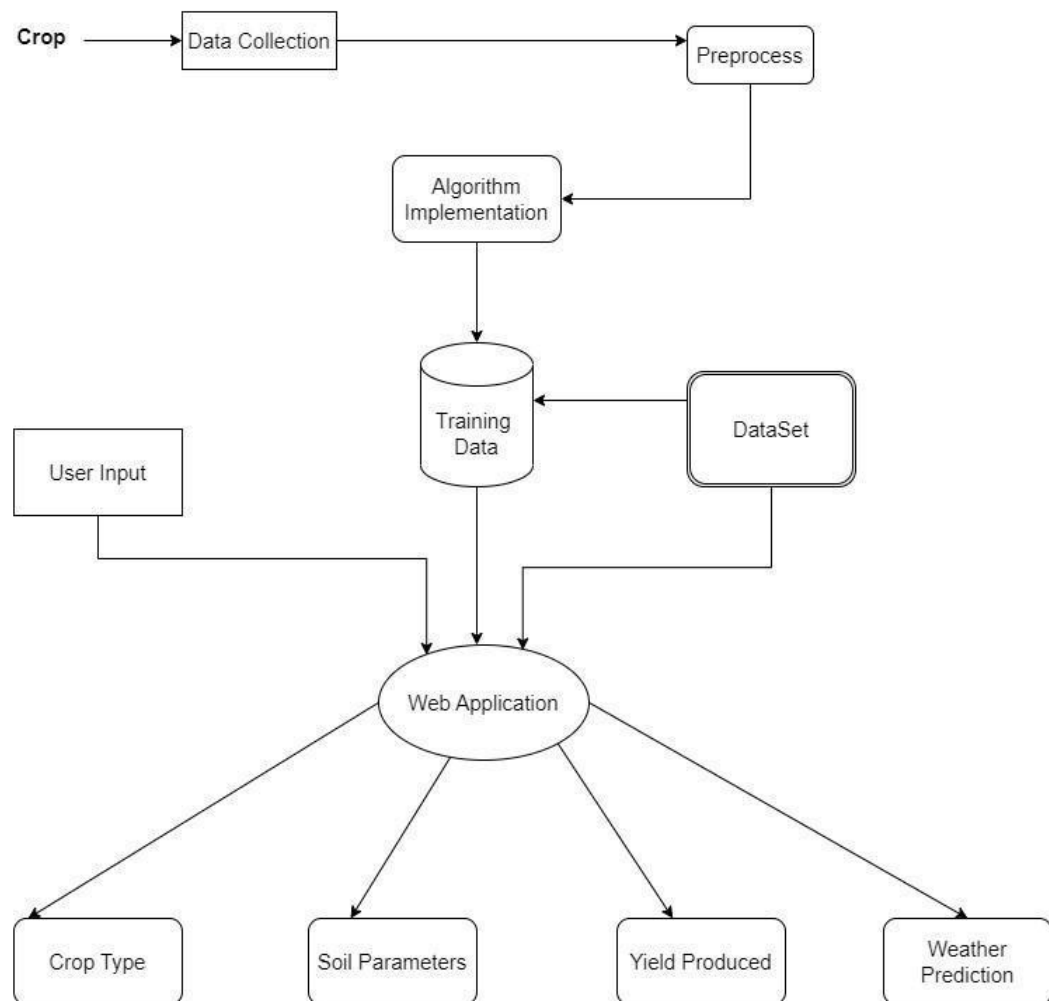 Crop
Data Collection
Preprocess
Algorithm
Implementation
Training
Data
DataSet
User Input
Web Application
Crop Type
Soil Parameters
Yield Produced
Weather
Prediction